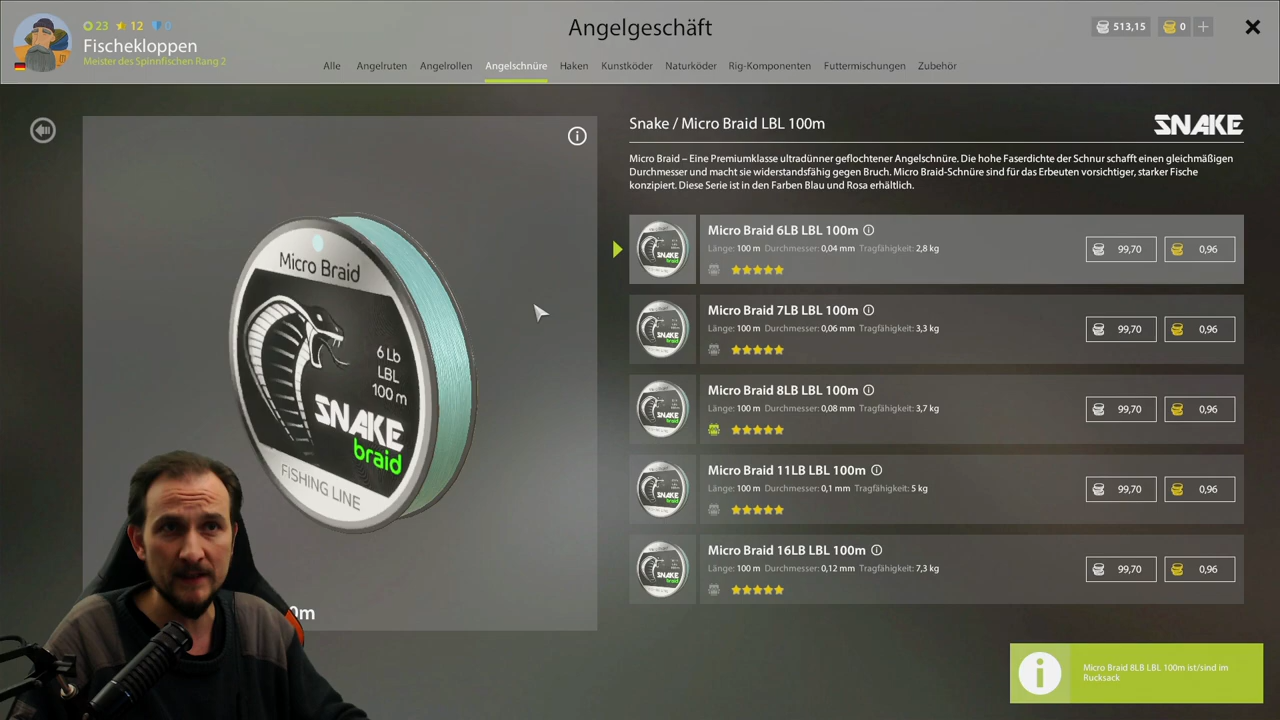 23 12 0
Fischekloppen
Meister des Spinnfischen Rang 2
Angelgeschäft
513,15 0
Alle Angelruten Angelrollen Angelschnüre Haken Kunstköder Naturköder Rig-Komponenten Futtermischungen Zubehör
Micro Braid
6 Lb
LBL
100 m
SNAKE
braid
FISHING LINE
0m
Snake / Micro Braid LBL 100m
SNAKE
Micro Braid – Eine Premiumklasse ultradünner geflochtener Angelschnüre. Die hohe Faserdichte der Schnur schafft einen gleichmäßigen
Durchmesser und macht sie widerstandsfähig gegen Bruch. Micro Braid-Schnüre sind für das Erbeuten vorsichtiger, starker Fische
konzipiert. Diese Serie ist in den Farben Blau und Rosa erhältlich.
Micro Braid 6LB LBL 100m
Länge: 100 m Durchmesser: 0,04 mm Tragfähigkeit: 2,8 kg
99,70 0,96
Micro Braid 7LB LBL 100m
Länge: 100 m Durchmesser: 0,06 mm Tragfähigkeit: 3,3 kg
99,70 0,96
Micro Braid 8LB LBL 100m
Länge: 100 m Durchmesser: 0,08 mm Tragfähigkeit: 3,7 kg
99,70 0,96
Micro Braid 11LB LBL 100m
Länge: 100 m Durchmesser: 0,1 mm Tragfähigkeit: 5 kg
99,70 0,96
Micro Braid 16LB LBL 100m
Länge: 100 m Durchmesser: 0,12 mm Tragfähigkeit: 7,3 kg
99,70 0,96
Micro Braid 8LB LBL 100m ist/sind im
Rucksack